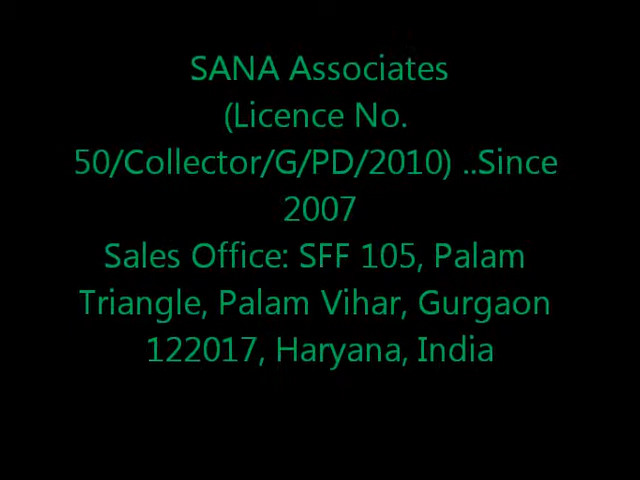 SANA Associates
(Licence No.
50/Collector/G/PD/2010) ..Since
2007
Sales Office: SFF 105, Palam
Triangle, Palam Vihar, Gurgaon
122017, Haryana, India